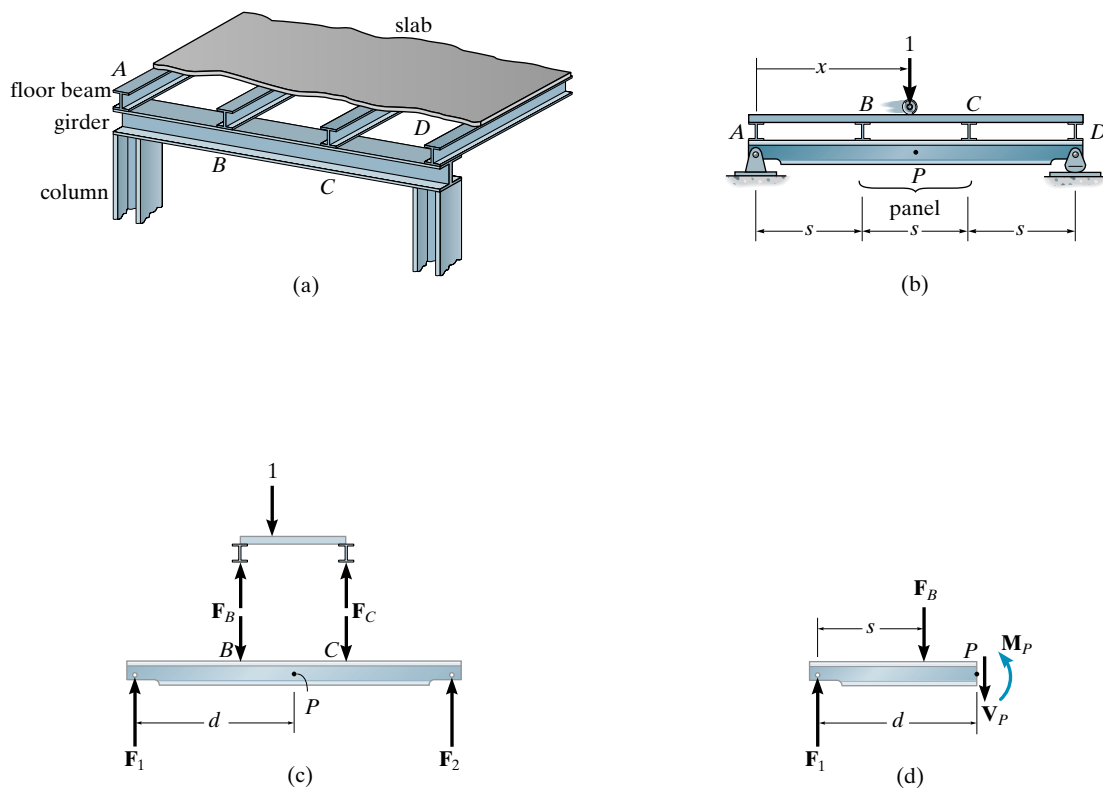 slab
A
floor beam
girder
D
B
column
C
(a)
1
x
B
C
A
D
P
panel
s
s
s
(b)
1
F_B
F_C
B
C
P
d
F_1
F_2
(c)
F_B
s
P
M_P
V_P
d
F_1
(d)